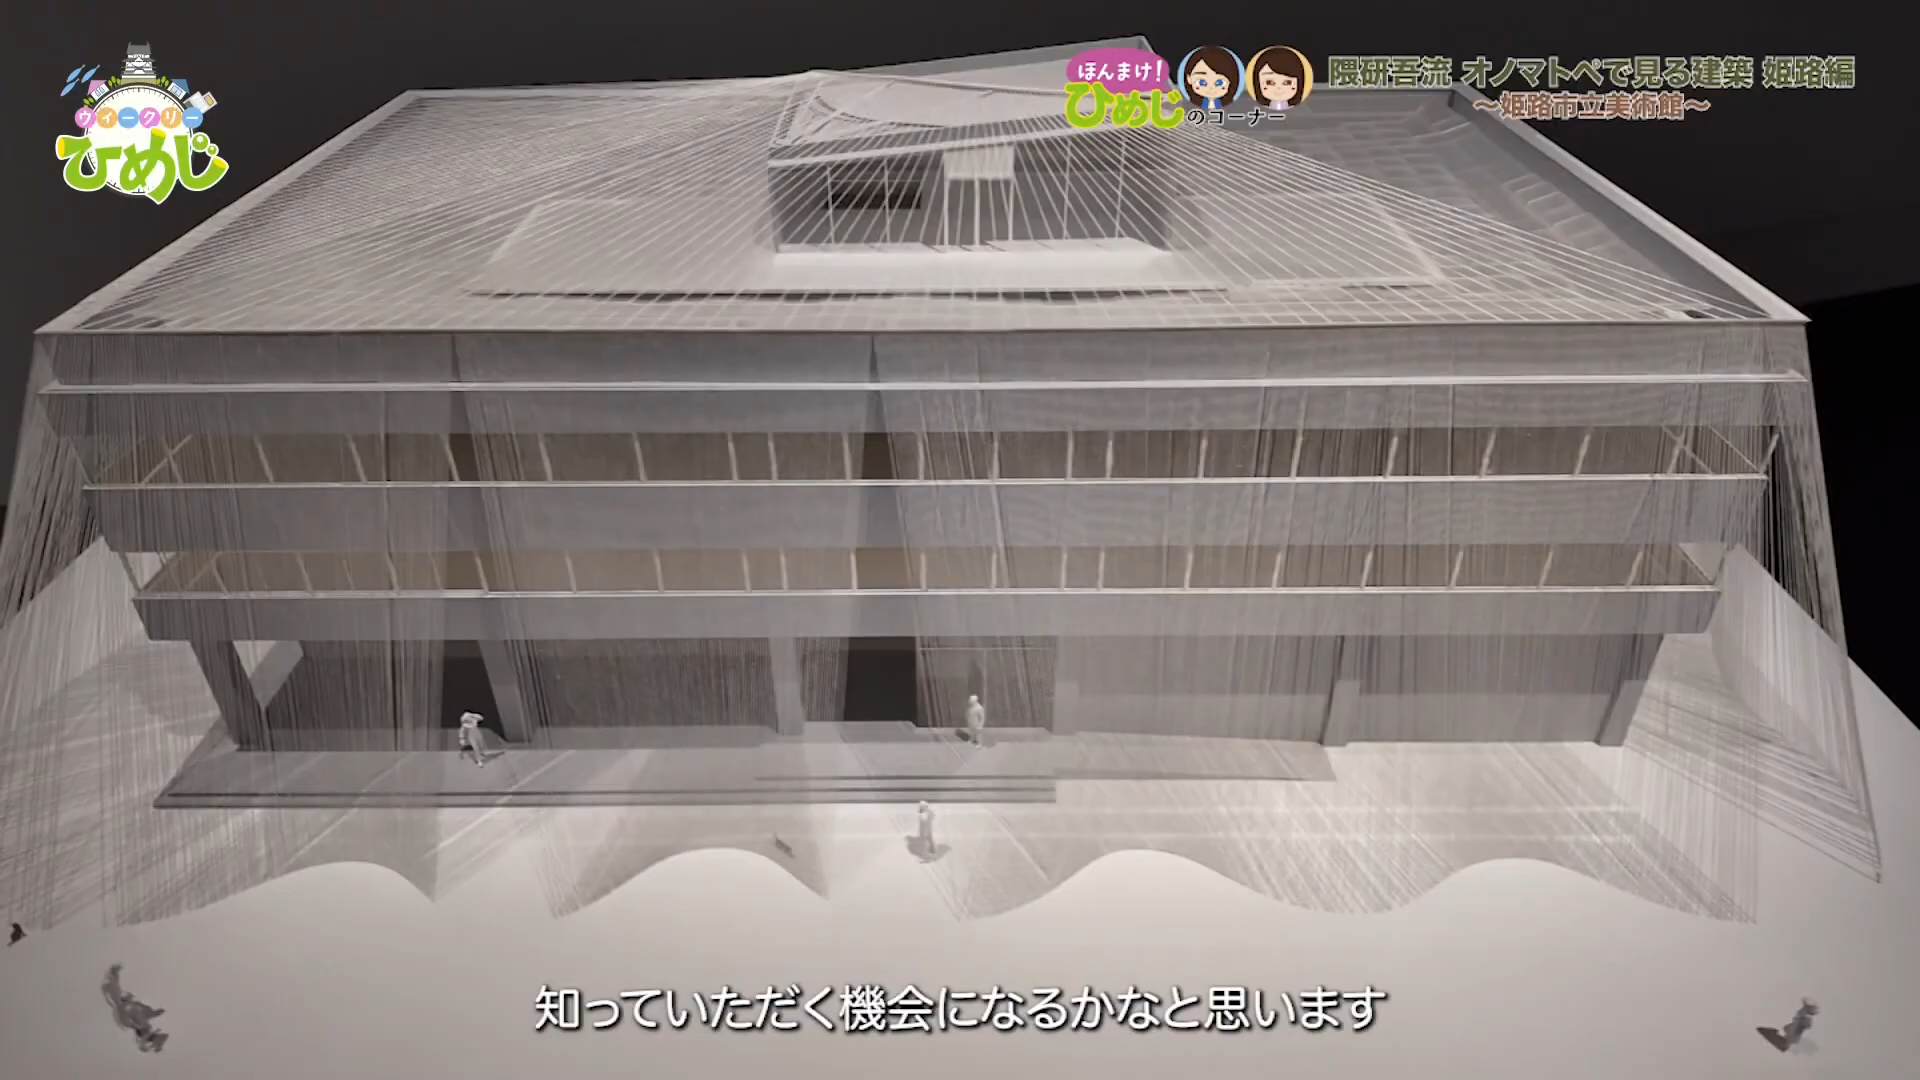 ウィークリー
ひめじ
ほんまけ!
ひめじのコーナー
隈研吾流 オノマトペで見る建築 姫路編
〜姫路市立美術館〜
知っていただく機会になるかなと思います